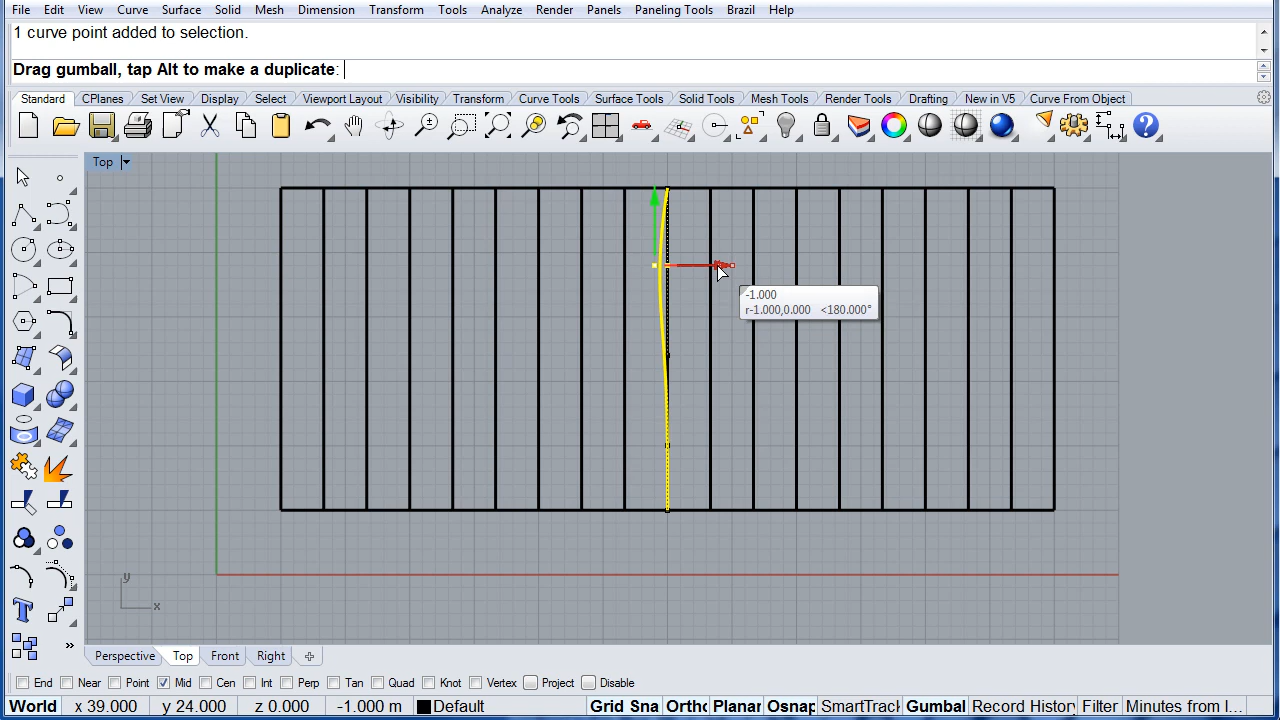 File Edit View Curve Surface Solid Mesh Dimension Transform Tools Analyze Render Panels Paneling Tools Brazil Help
1 curve point added to selection.
Drag gumball, tap Alt to make a duplicate:
Standard CPlanes Set View Display Select Viewport Layout Visibility Transform Curve Tools Surface Tools Solid Tools Mesh Tools Render Tools Drafting New in V5 Curve From Object
Top
-1.000
r-1.000,0.000 <180.000°
y
x
Perspective Top Front Right
End Near Point Mid Cen Int Perp Tan Quad Knot Vertex Project Disable
World x 39.000 y 24.000 z 0.000 -1.000 m Default Grid Sna Ortho Planar Osnap SmartTrack Gumbal Record History Filter Minutes from l...